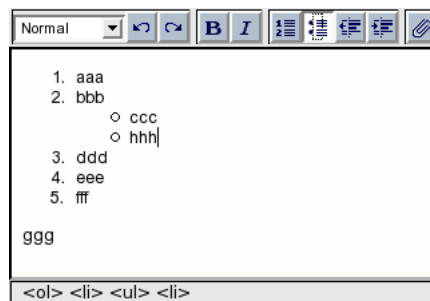 Normal B I
1. aaa
2. bbb
ccc
hhh
3. ddd
4. eee
5. fff
ggg
<ol> <li> <ul> <li>